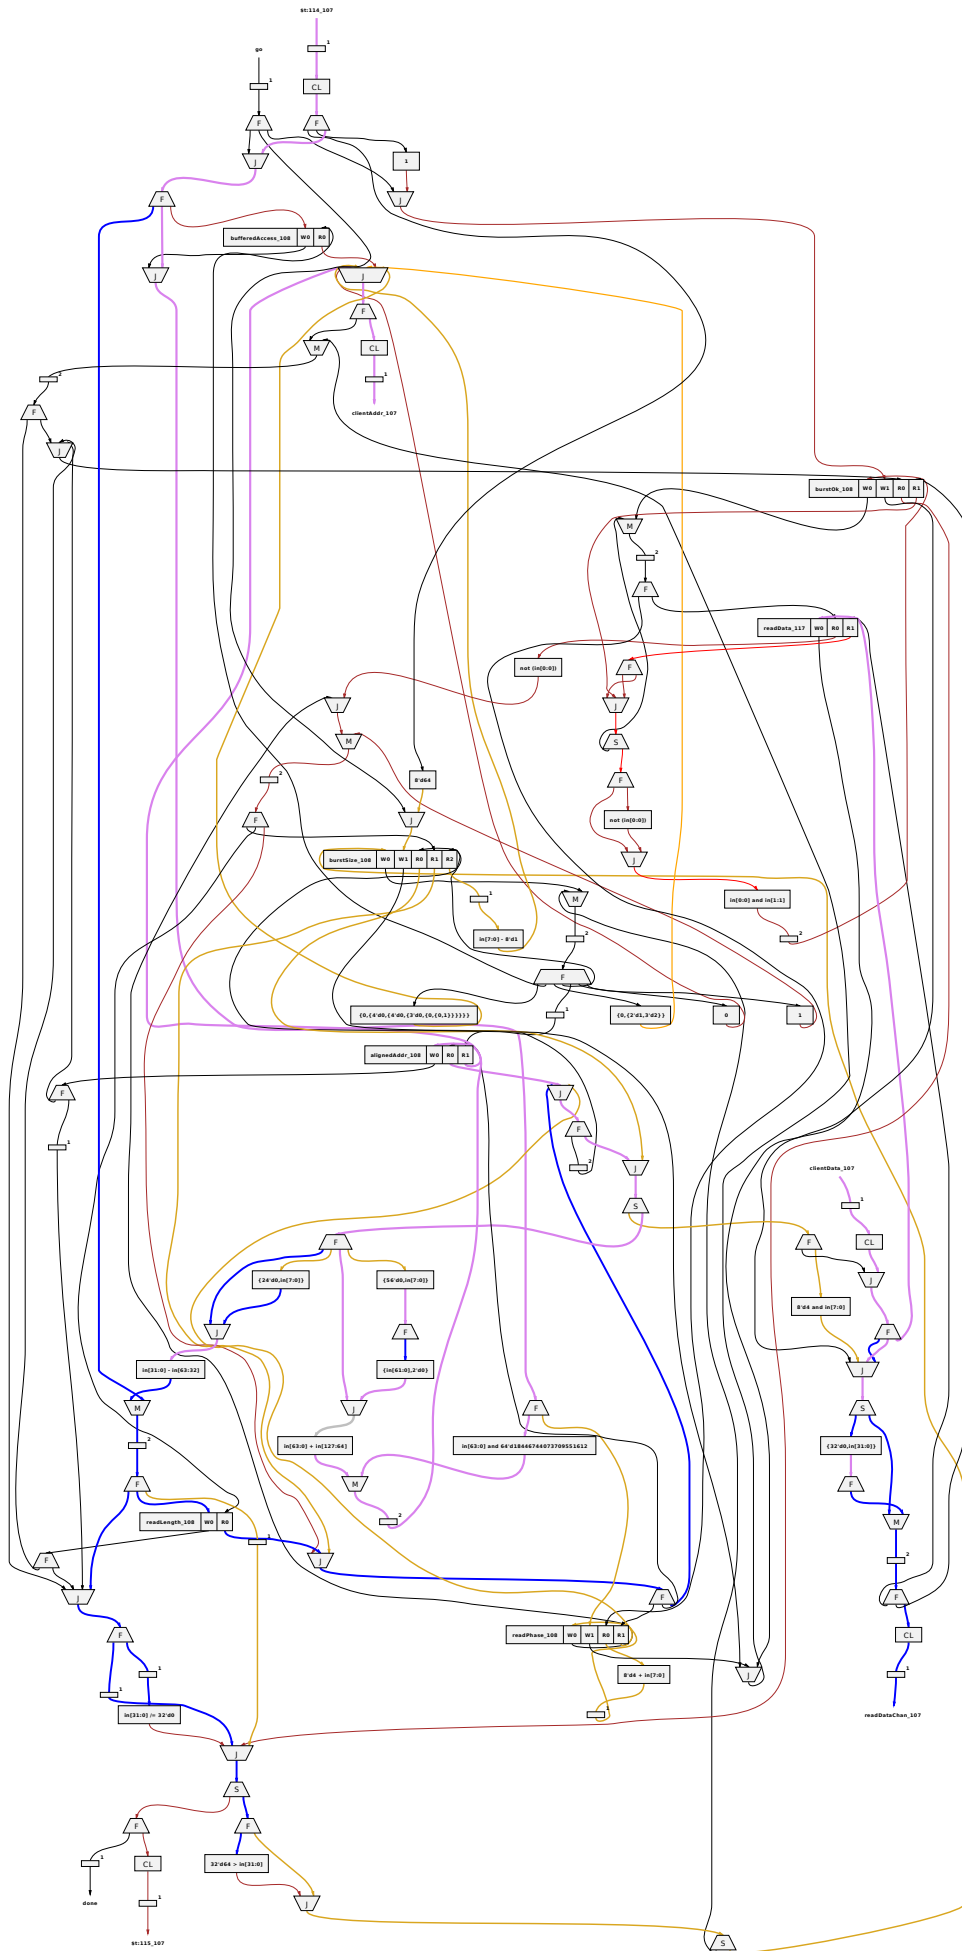 $t:114_107
1
go
1
CL
F
F
J
1
F
J
bufferedAccess_108 W0 R0
J
J
F
M
CL
2
1
clientAddr_107
F
J
burstOk_108 W0 W1 R0 R1
M
2
F
readData_117 W0 R0 R1
not (in[0:0])
F
J
J
M
S
2
8'd64
F
F
J
not (in[0:0])
burstSize_108 W0 W1 R0 R1 R2
J
1
M
in[0:0] and in[1:1]
in[7:0] - 8'd1
2
2
F
{0,{4'd0,{4'd0,{3'd0,{0,{0,1}}}}}}
1
{0,{2'd1,3'd2}}
0
1
alignedAddr_108 W0 R0 R1
F
J
F
1
2
J
clientData_107
S
1
F
F
CL
{24'd0,in[7:0]}
{56'd0,in[7:0]}
J
8'd4 and in[7:0]
J
F
F
in[31:0] - in[63:32]
{in[61:0],2'd0}
J
M
J
F
S
2
in[63:0] + in[127:64]
in[63:0] and 64'd18446744073709551612
{32'd0,in[31:0]}
F
M
F
readLength_108 W0 R0
2
M
1
F
J
2
J
F
F
F
readPhase_108 W0 W1 R0 R1
CL
1
8'd4 + in[7:0]
J
1
1
in[31:0] /= 32'd0
1
readDataChan_107
J
S
F
F
1
CL
32'd64 > in[31:0]
1
J
done
$t:115_107
S